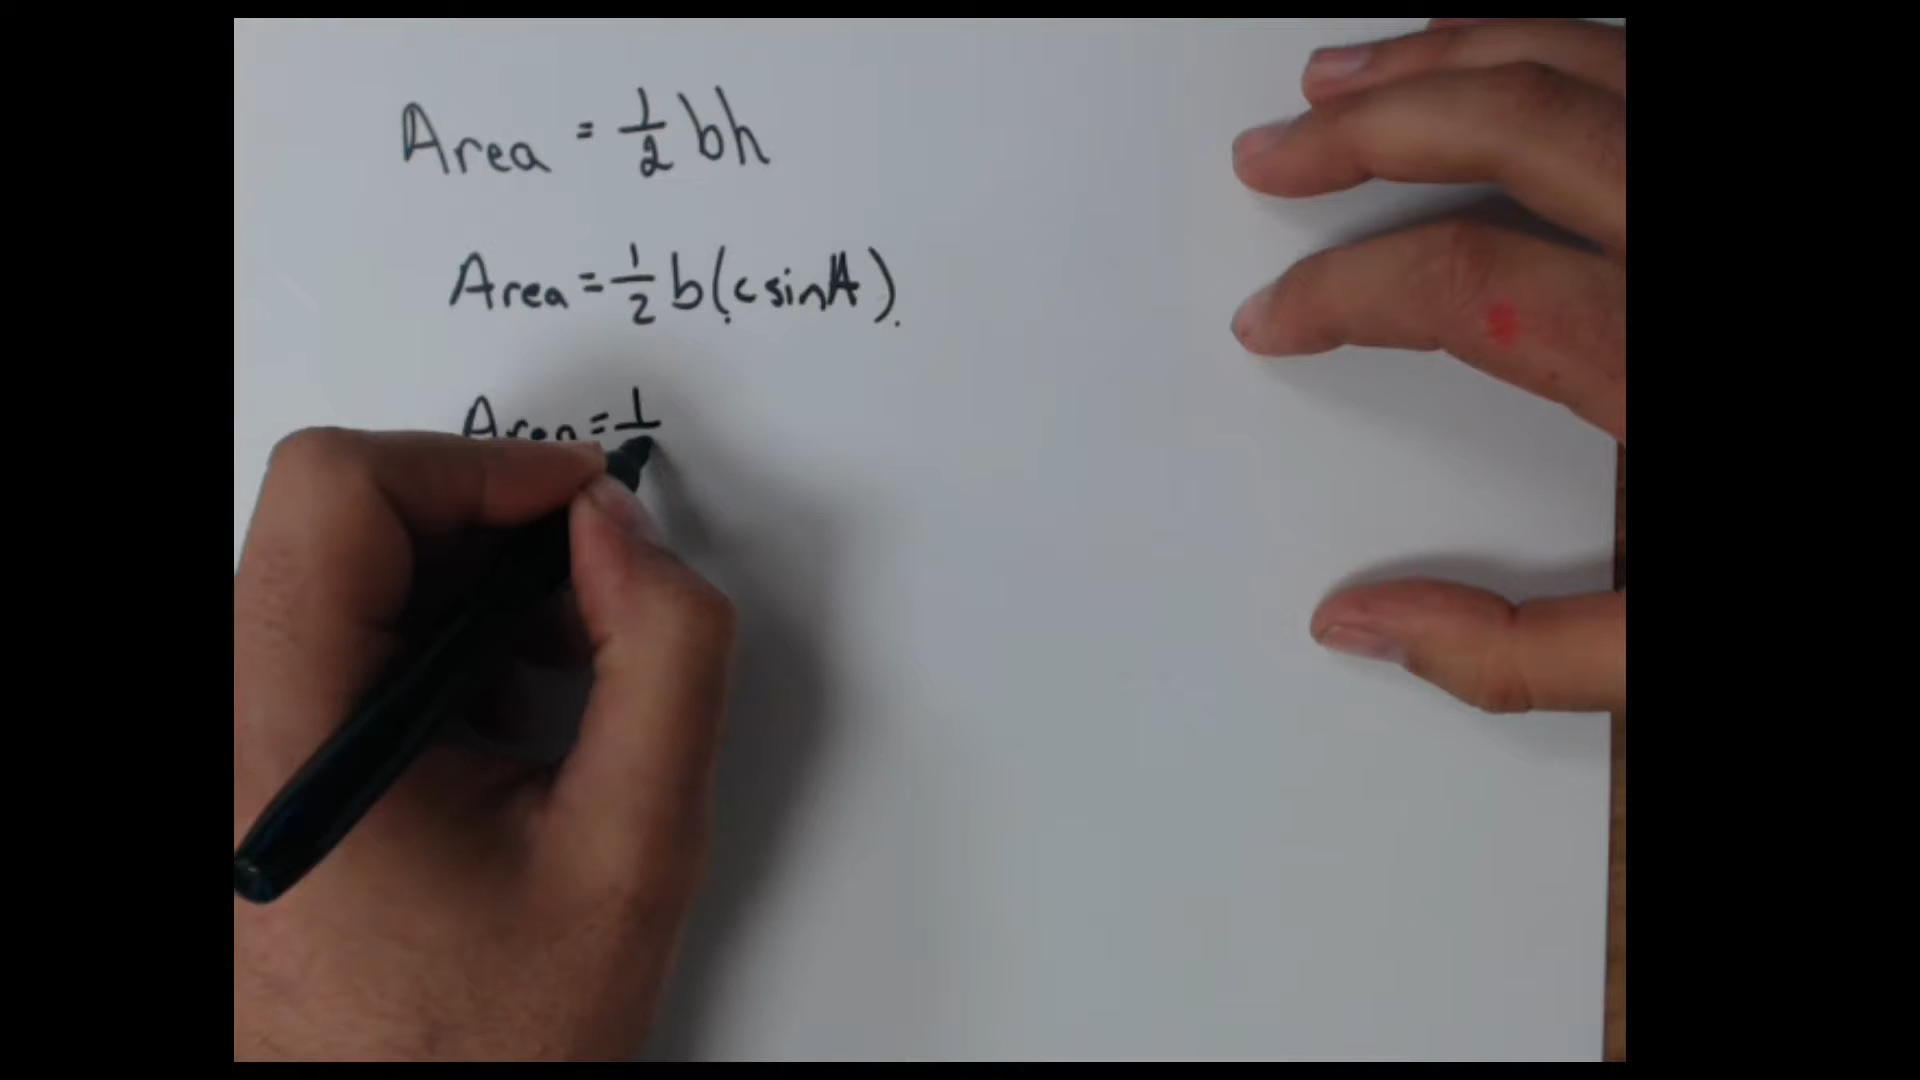 Area = 1/2 bh
Area = 1/2 b(c sinA).
Area = 1